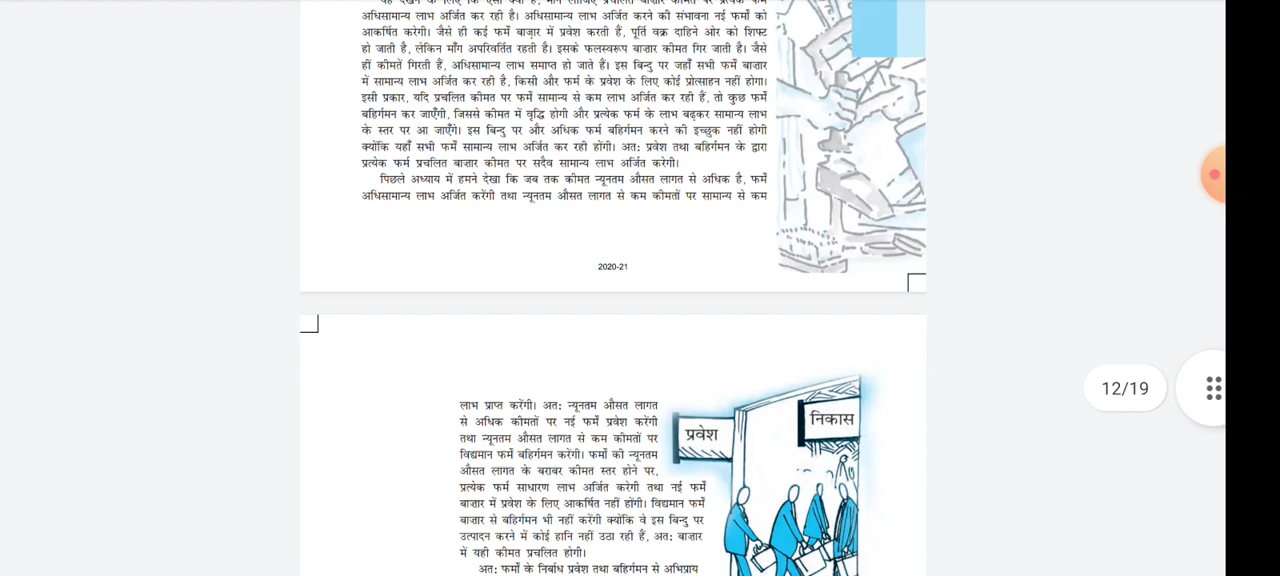 यह देखने के लिए कि ऐसा क्यों है, मान लीजिए प्रचलित बाज़ार कीमत पर प्रत्येक फर्म
अधिसामान्य लाभ अर्जित कर रही है। अधिसामान्य लाभ अर्जित करने की संभावना नई फर्मों को
आकर्षित करेगी। जैसे ही कई फर्में बाज़ार में प्रवेश करती हैं, पूर्ति वक्र दाहिने ओर को शिफ्ट
हो जाती है, लेकिन माँग अपरिवर्तित रहती है। इसके फलस्वरूप बाजार कीमत गिर जाती है। जैसे
हीं कीमतें गिरती हैं, अधिसामान्य लाभ समाप्त हो जाते हैं। इस बिन्दु पर जहाँ सभी फर्में बाज़ार
में सामान्य लाभ अर्जित कर रही है, किसी और फर्म के प्रवेश के लिए कोई प्रोत्साहन नहीं होगा।
इसी प्रकार, यदि प्रचलित कीमत पर फर्में सामान्य से कम लाभ अर्जित कर रही हैं, तो कुछ फर्में
बहिर्गमन कर जाएँगी, जिससे कीमत में वृद्धि होगी और प्रत्येक फर्म के लाभ बढ़कर सामान्य लाभ
के स्तर पर आ जाएँगे। इस बिन्दु पर और अधिक फर्म बहिर्गमन करने की इच्छुक नहीं होगी
क्योंकि यहाँ सभी फर्में सामान्य लाभ अर्जित कर रही होंगी। अतः प्रवेश तथा बहिर्गमन के द्वारा
प्रत्येक फर्म प्रचलित बाज़ार कीमत पर सदैव सामान्य लाभ अर्जित करेगी।
पिछले अध्याय में हमने देखा कि जब तक कीमत न्यूनतम औसत लागत से अधिक है, फर्में
अधिसामान्य लाभ अर्जित करेंगी तथा न्यूनतम औसत लागत से कम कीमतों पर सामान्य से कम
2020-21
12/19
लाभ प्राप्त करेंगी। अतः न्यूनतम औसत लागत
से अधिक कीमतों पर नई फर्में प्रवेश करेंगी
तथा न्यूनतम औसत लागत से कम कीमतों पर
विद्यमान फर्में बहिर्गमन करेंगी। फर्मों की न्यूनतम
औसत लागत के बराबर कीमत स्तर होने पर,
प्रत्येक फर्म साधारण लाभ अर्जित करेगी तथा नई फर्में
बाज़ार में प्रवेश के लिए आकर्षित नहीं होंगी। विद्यमान फर्में
बाज़ार से बहिर्गमन भी नहीं करेंगी क्योंकि वे इस बिन्दु पर
उत्पादन करने में कोई हानि नहीं उठा रही हैं, अतः बाजार
में यही कीमत प्रचलित होगी।
अतः फर्मों के निर्बाध प्रवेश तथा बहिर्गमन से अभिप्राय
प्रवेश
निकास